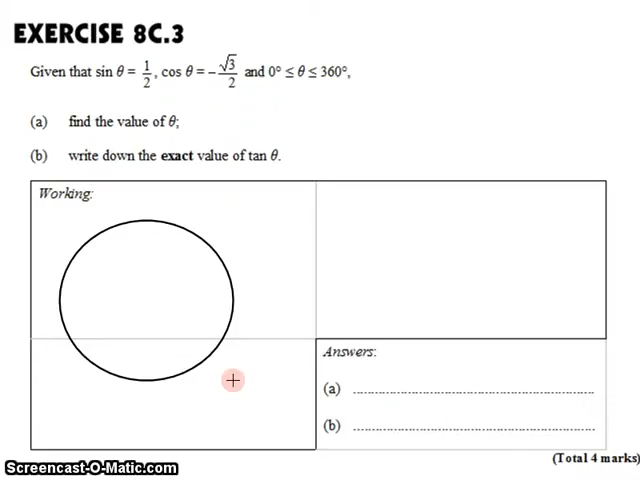 EXERCISE 8C.3
Given that sin θ = 1/2, cos θ = −√3/2 and 0° ≤ θ ≤ 360°,
(a) find the value of θ;
(b) write down the exact value of tan θ.
Working:
Answers:
(a) ........................................................
(b) ........................................................
(Total 4 marks)
Screencast-O-Matic.com